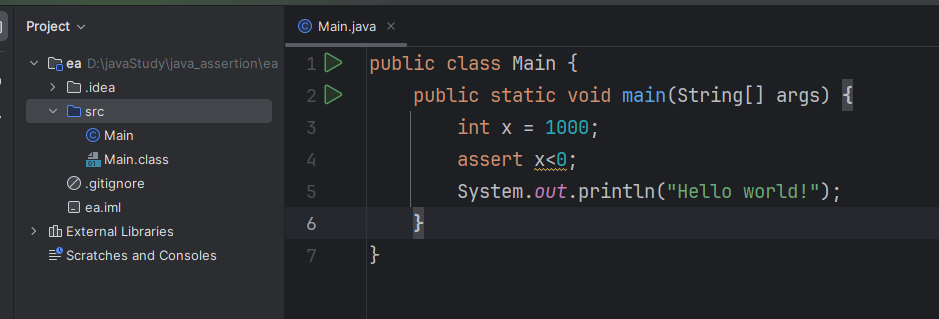 Project
ea D:\javaStudy\java_assertion\ea
.idea
src
Main
Main.class
.gitignore
ea.iml
External Libraries
Scratches and Consoles
Main.java
1 public class Main {
2 public static void main(String[] args) {
3 int x = 1000;
4 assert x<0;
5 System.out.println("Hello world!");
6 }
7 }